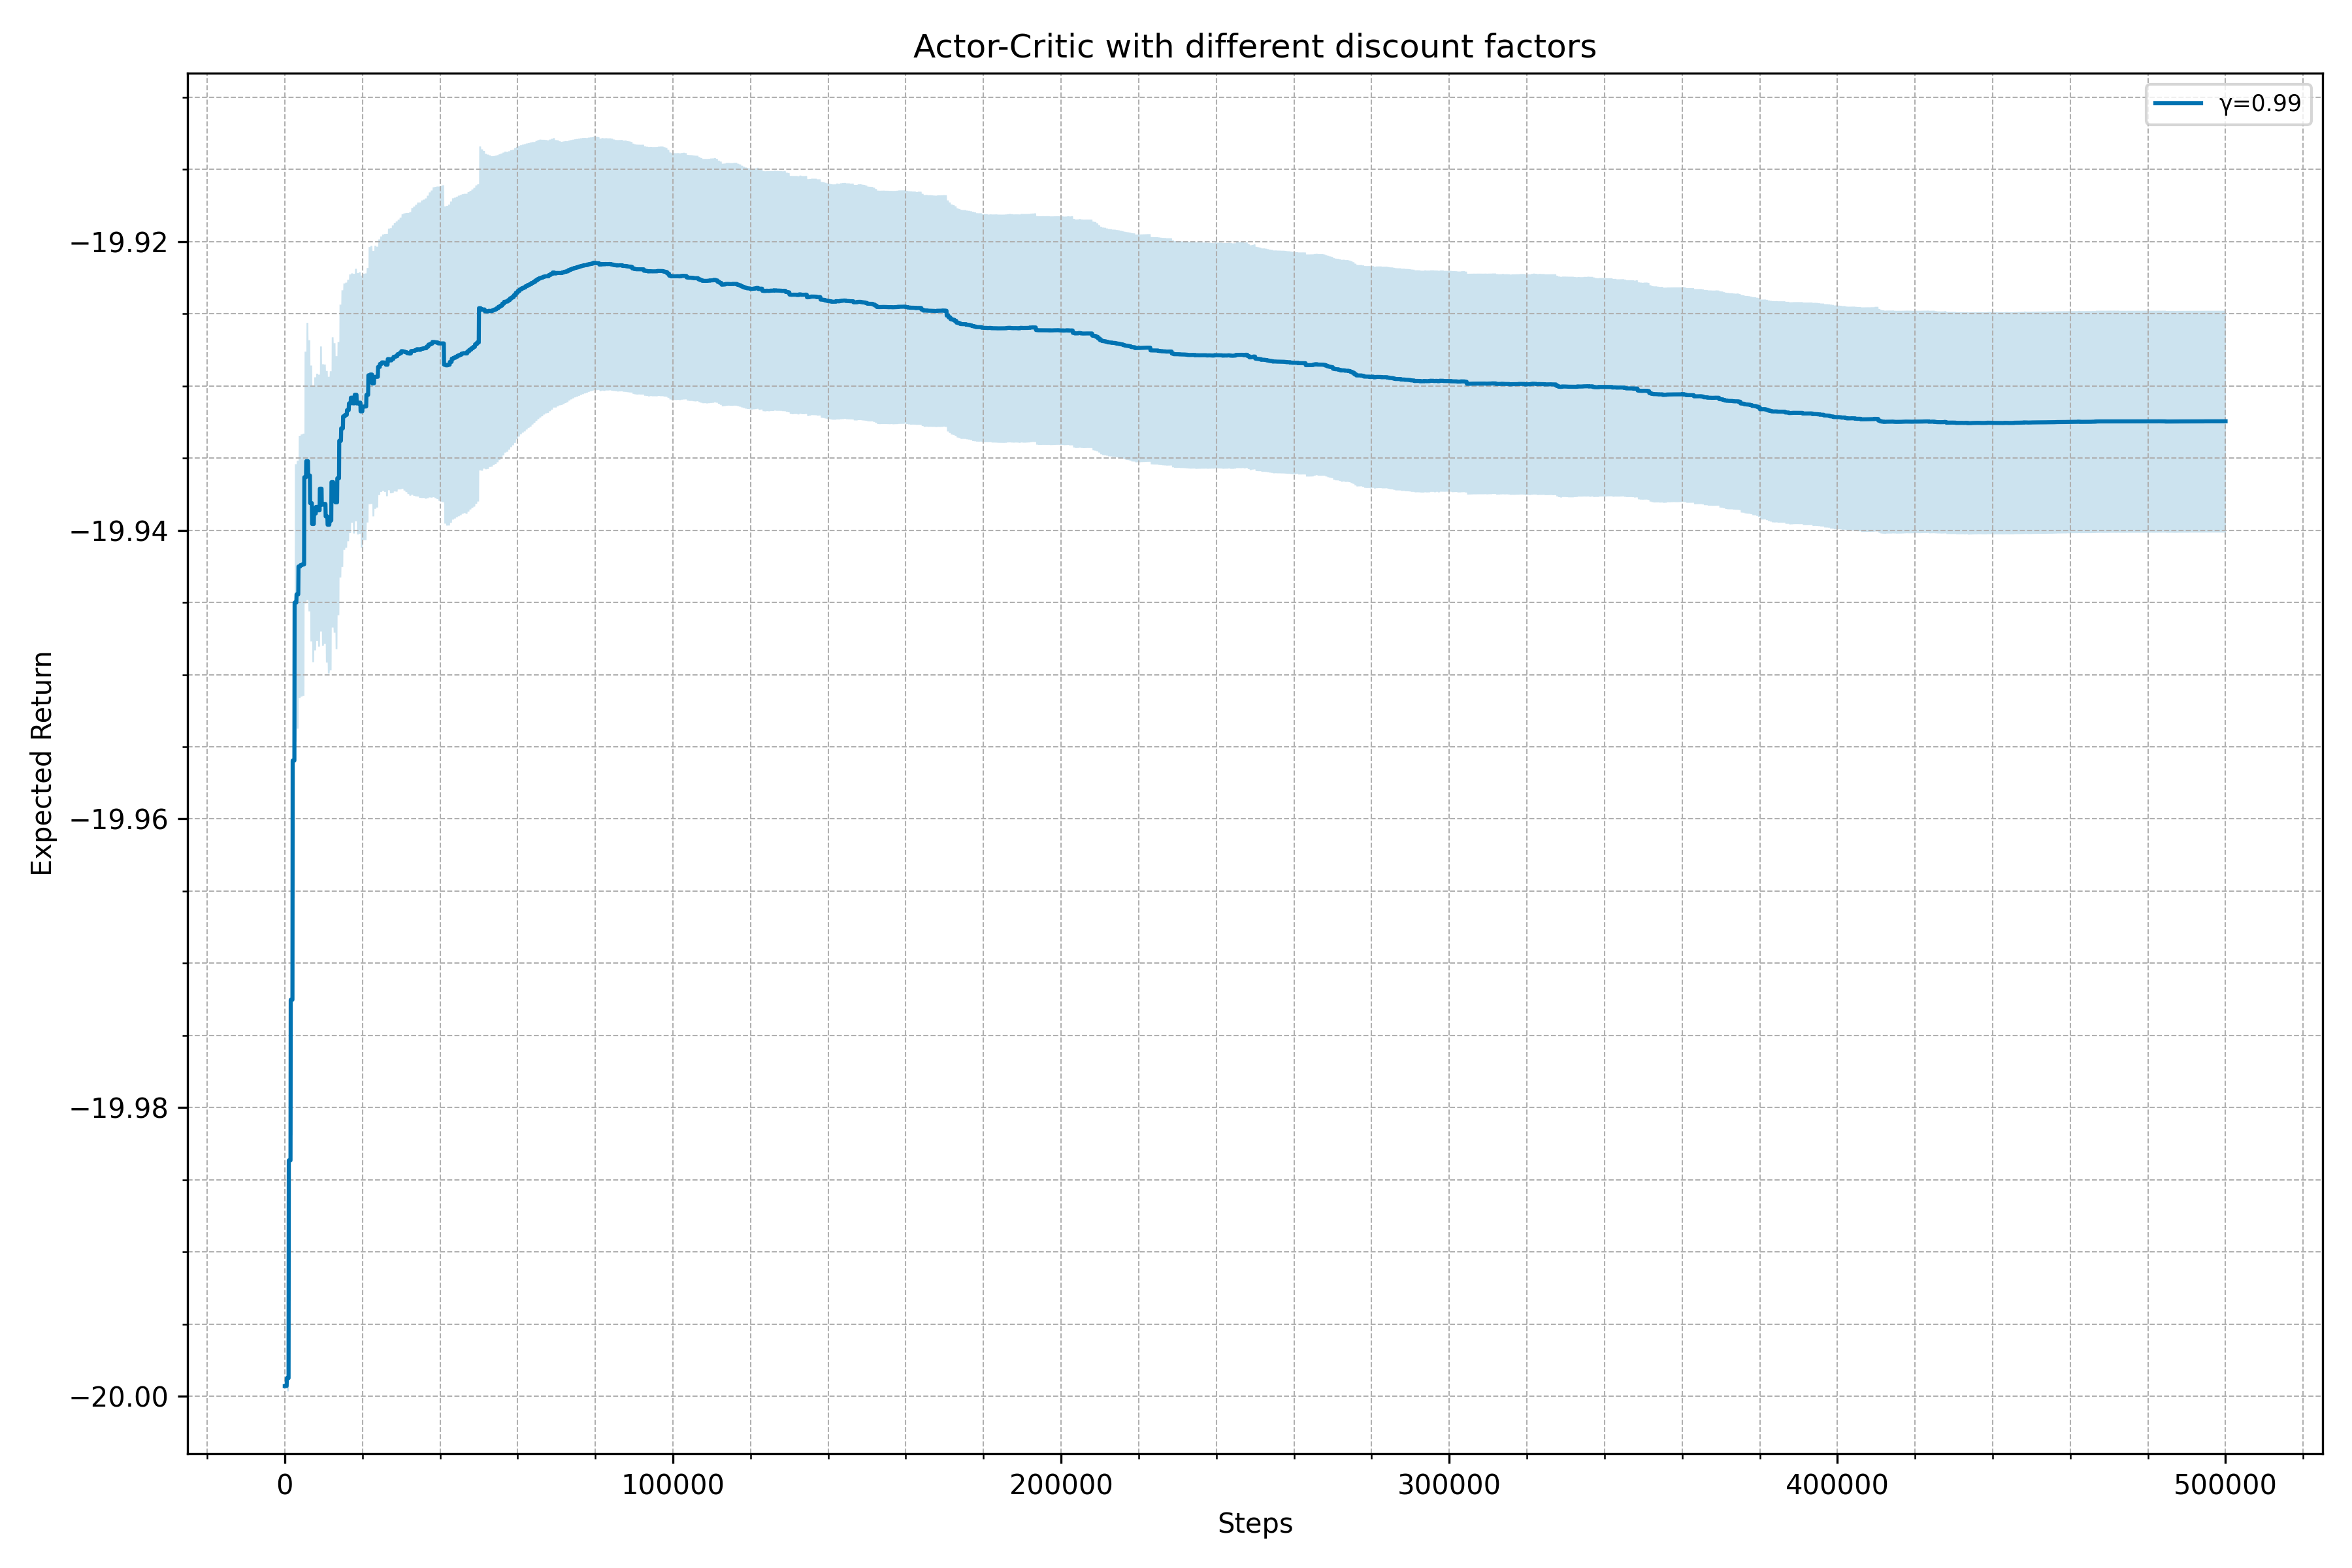 Actor-Critic with different discount factors
γ=0.99
Expected Return
−19.92
−19.94
−19.96
−19.98
−20.00
0 100000 200000 300000 400000 500000
Steps